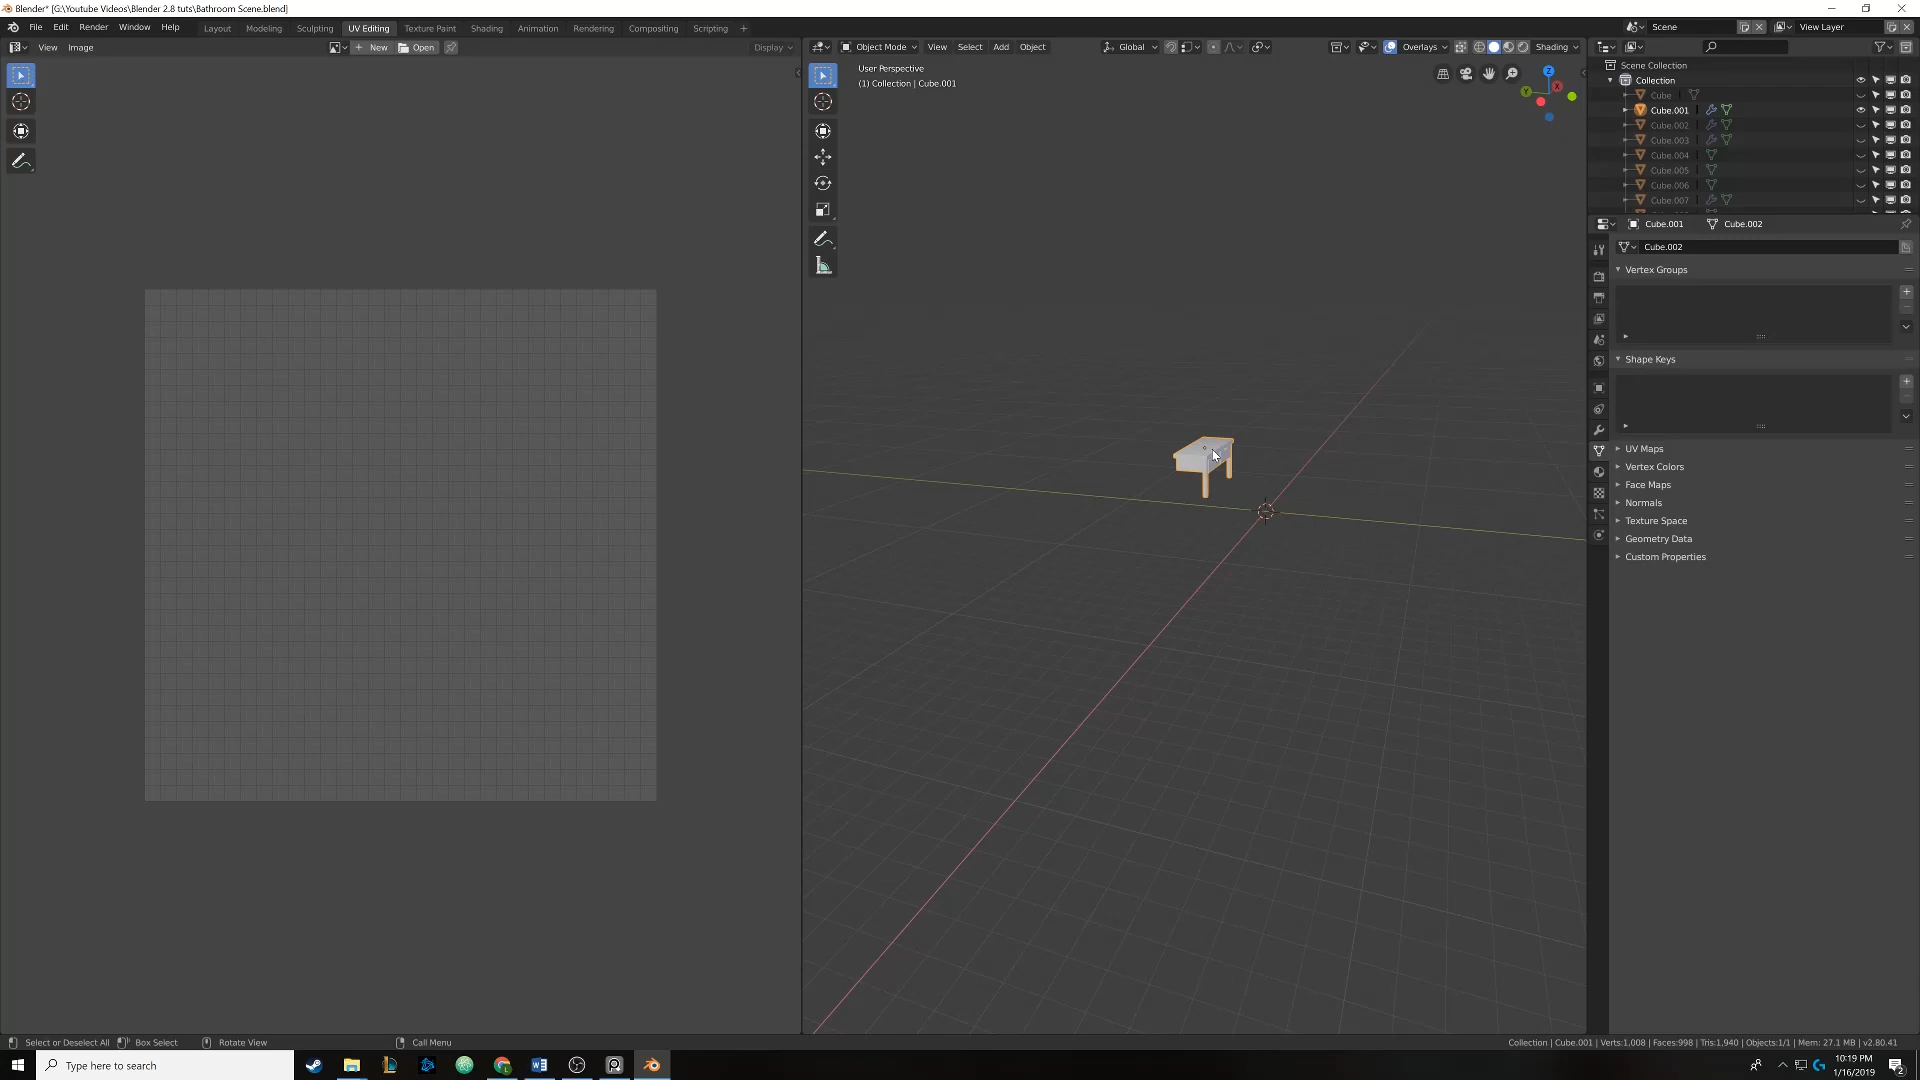 Blender* [G:\Youtube Videos\Blender 2.8 tuts\Bathroom Scene.blend]
File Edit Render Window Help Layout Modeling Sculpting UV Editing Texture Paint Shading Animation Rendering Compositing Scripting + Scene View Layer
View Image + New Open Display Object Mode View Select Add Object Global Overlays Shading
User Perspective
(1) Collection | Cube.001
Scene Collection
Collection
Cube
Cube.001
Cube.002
Cube.003
Cube.004
Cube.005
Cube.006
Cube.007
Cube.001 Cube.002
Cube.002
Vertex Groups
Shape Keys
UV Maps
Vertex Colors
Face Maps
Normals
Texture Space
Geometry Data
Custom Properties
Z
Y
X
Select or Deselect All Box Select Rotate View Call Menu Collection | Cube.001 | Verts:1,008 | Faces:998 | Tris:1,940 | Objects:1/1 | Mem: 27.1 MB | v2.80.41
Type here to search
10:19 PM
1/16/2019
2